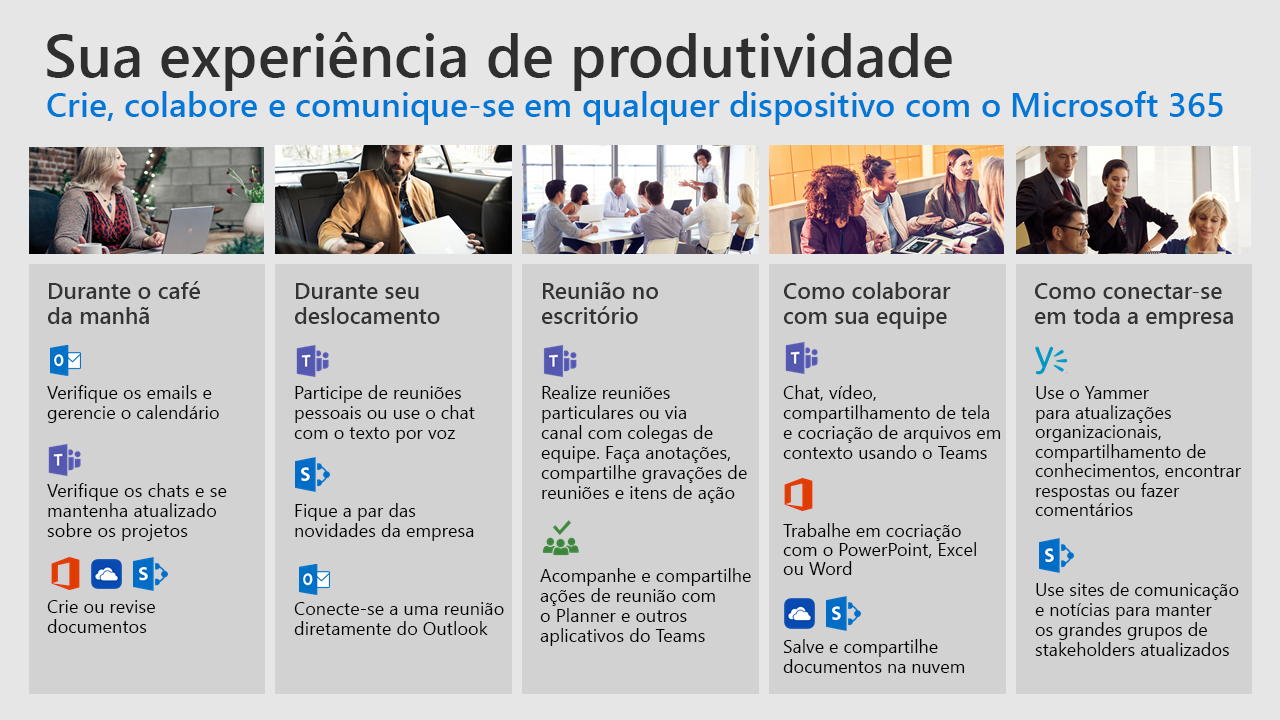 Sua experiência de produtividade
Crie, colabore e comunique-se em qualquer dispositivo com o Microsoft 365
Durante o café
da manhã
Verifique os emails e
gerencie o calendário
Verifique os chats e se
mantenha atualizado
sobre os projetos
Crie ou revise
documentos
Durante seu
deslocamento
Participe de reuniões
pessoais ou use o chat
com o texto por voz
Fique a par das
novidades da empresa
Conecte-se a uma reunião
diretamente do Outlook
Reunião no
escritório
Realize reuniões
particulares ou via
canal com colegas de
equipe. Faça anotações,
compartilhe gravações de
reuniões e itens de ação
Acompanhe e compartilhe
ações de reunião com
o Planner e outros
aplicativos do Teams
Como colaborar
com sua equipe
Chat, vídeo,
compartilhamento de tela
e cocriação de arquivos em
contexto usando o Teams
Trabalhe em cocriação
com o PowerPoint, Excel
ou Word
Salve e compartilhe
documentos na nuvem
Como conectar-se
em toda a empresa
Use o Yammer
para atualizações
organizacionais,
compartilhamento de
conhecimentos, encontrar
respostas ou fazer
comentários
Use sites de comunicação
e notícias para manter
os grandes grupos de
stakeholders atualizados